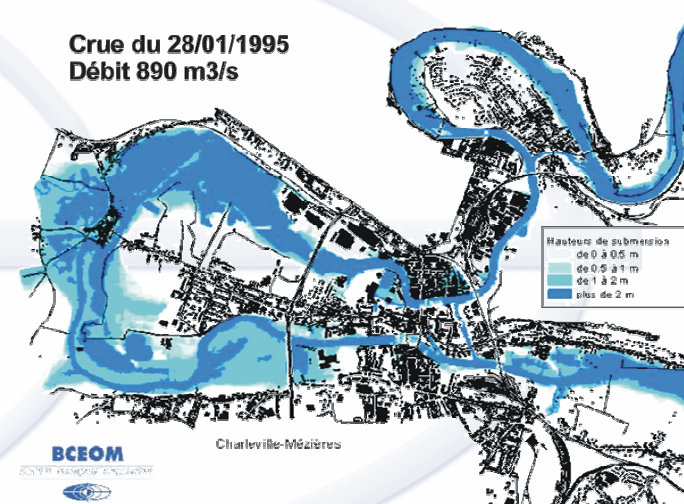 Crue du 28/01/1995
Débit 890 m3/s
Hauteurs de submersion
de 0 à 0.5 m
de 0.5 à 1 m
de 1 à 2 m
plus de 2 m
Charleville-Mézières
BCEOM